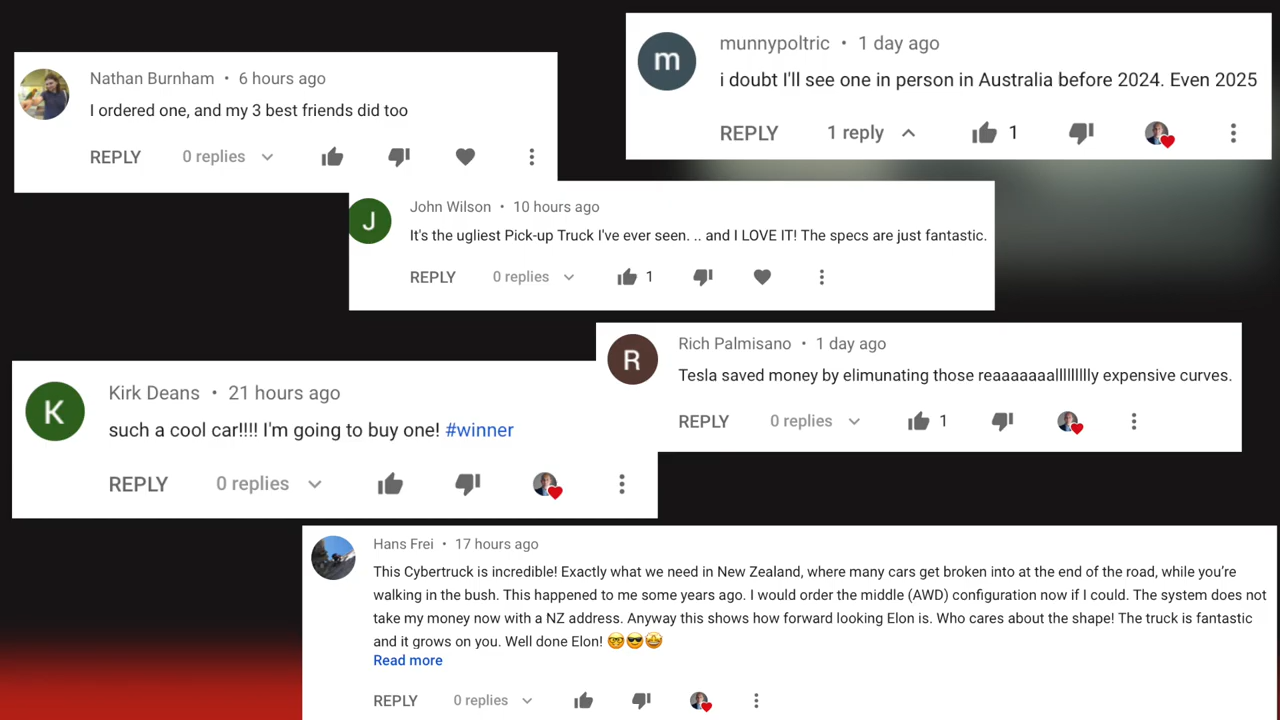 Nathan Burnham • 6 hours ago
I ordered one, and my 3 best friends did too
REPLY 0 replies
m
munnypoltric • 1 day ago
i doubt I'll see one in person in Australia before 2024. Even 2025
REPLY 1 reply 1
J
John Wilson • 10 hours ago
It's the ugliest Pick-up Truck I've ever seen. .. and I LOVE IT! The specs are just fantastic.
REPLY 0 replies 1
R
Rich Palmisano • 1 day ago
Tesla saved money by elimunating those reaaaaaaallllllllly expensive curves.
REPLY 0 replies 1
K
Kirk Deans • 21 hours ago
such a cool car!!!! I'm going to buy one! #winner
REPLY 0 replies
Hans Frei • 17 hours ago
This Cybertruck is incredible! Exactly what we need in New Zealand, where many cars get broken into at the end of the road, while you're
walking in the bush. This happened to me some years ago. I would order the middle (AWD) configuration now if I could. The system does not
take my money now with a NZ address. Anyway this shows how forward looking Elon is. Who cares about the shape! The truck is fantastic
and it grows on you. Well done Elon! 🤓😎🤩
Read more
REPLY 0 replies